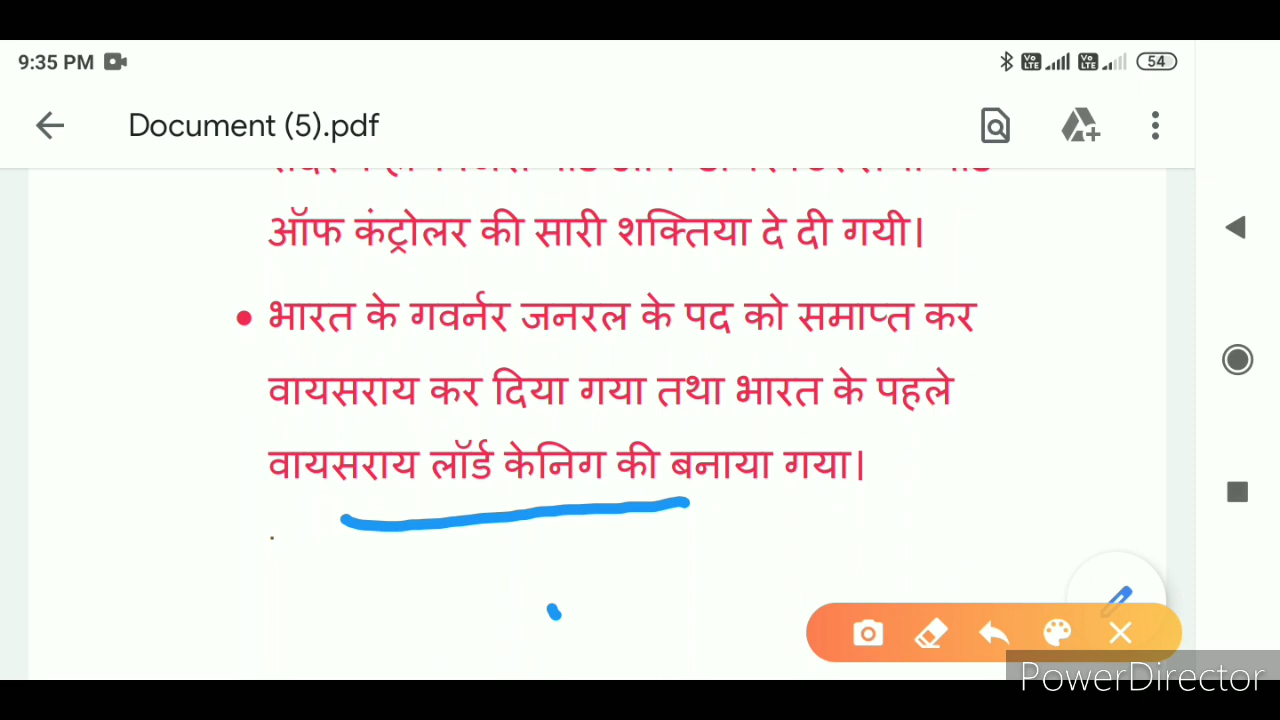 9:35 PM
54
Document (5).pdf
ऑफ कंट्रोलर की सारी शक्तिया दे दी गयी।
• भारत के गवर्नर जनरल के पद को समाप्त कर
वायसराय कर दिया गया तथा भारत के पहले
वायसराय लॉर्ड केनिग की बनाया गया।
.
PowerDirector